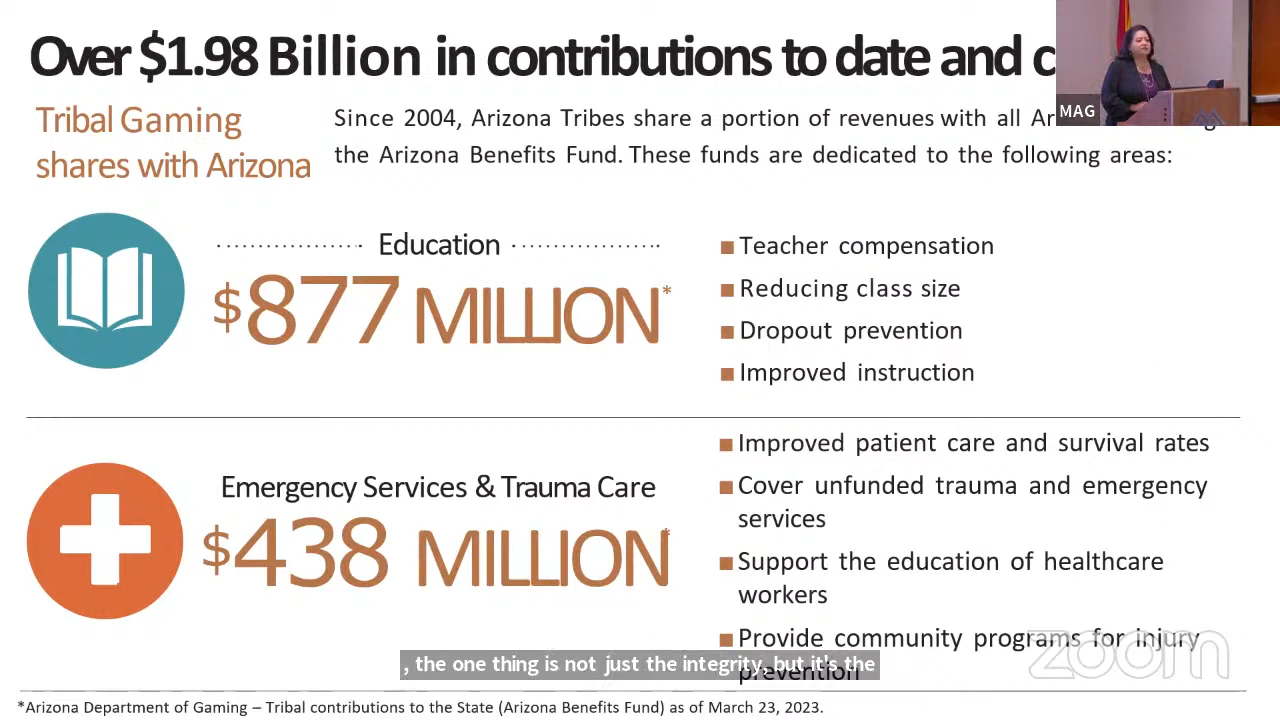 Over $1.98 Billion in contributions to date and c
MAG
Tribal Gaming
shares with Arizona
Since 2004, Arizona Tribes share a portion of revenues with all Ar
the Arizona Benefits Fund. These funds are dedicated to the following areas:
Education
$877 MILLION*
■ Teacher compensation
■ Reducing class size
■ Dropout prevention
■ Improved instruction
Emergency Services & Trauma Care
$438 MILLION*
■ Improved patient care and survival rates
■ Cover unfunded trauma and emergency
services
■ Support the education of healthcare
workers
■ Provide community programs for injury
prevention
, the one thing is not just the integrity, but it's the
zoom
*Arizona Department of Gaming – Tribal contributions to the State (Arizona Benefits Fund) as of March 23, 2023.